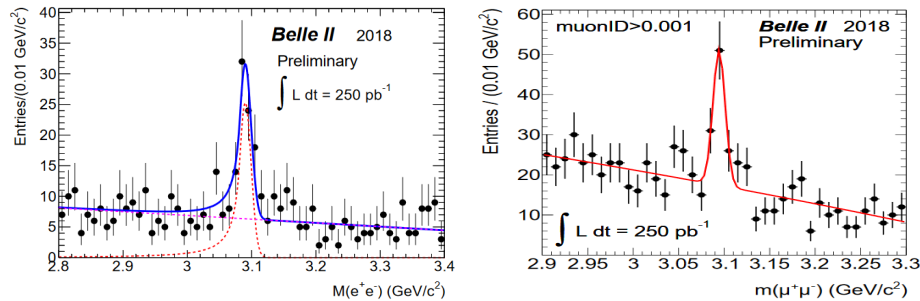 Belle II 2018
Preliminary
∫ L dt = 250 pb⁻¹
Entries/(0.01 GeV/c²)
40
35
30
25
20
15
10
5
0
2.8 2.9 3 3.1 3.2 3.3 3.4
M(e⁺e⁻) (GeV/c²)
muonID>0.001 Belle II 2018
Preliminary
∫ L dt = 250 pb⁻¹
Entries / (0.01 GeV/c²)
60
50
40
30
20
10
0
2.9 2.95 3 3.05 3.1 3.15 3.2 3.25 3.3
m(μ⁺μ⁻) (GeV/c²)